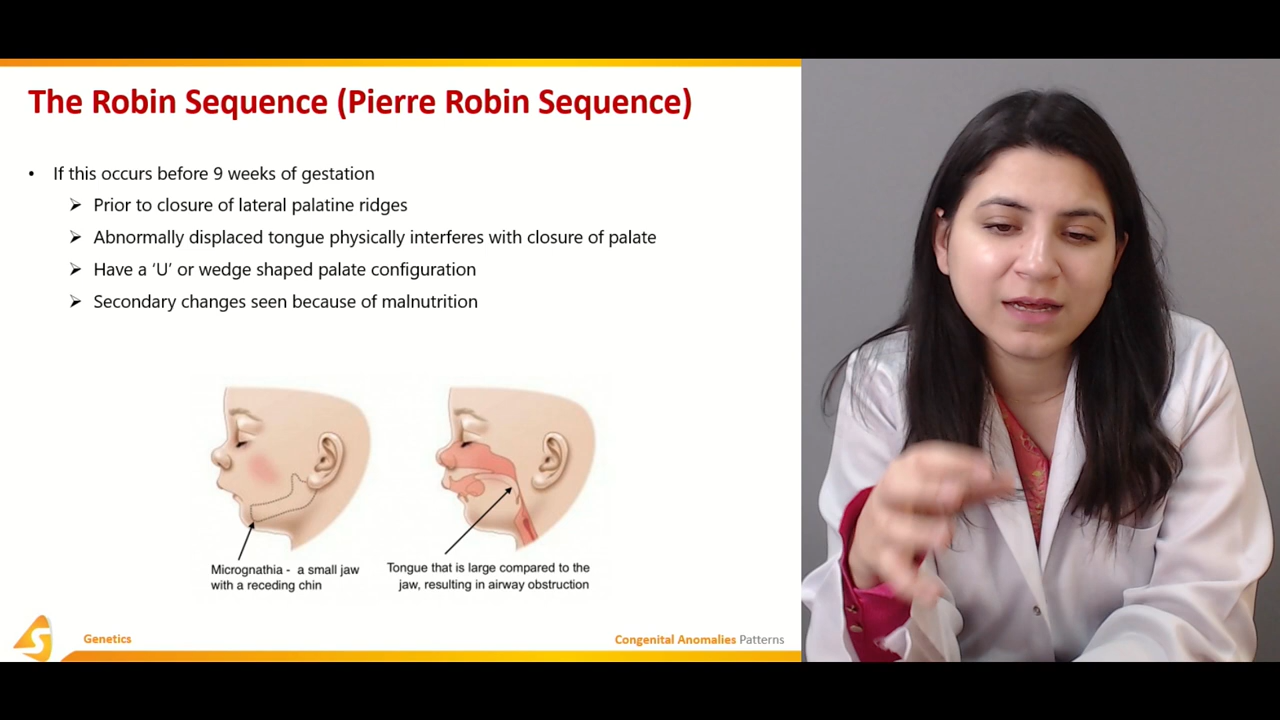 The Robin Sequence (Pierre Robin Sequence)
• If this occurs before 9 weeks of gestation
➢ Prior to closure of lateral palatine ridges
➢ Abnormally displaced tongue physically interferes with closure of palate
➢ Have a ‘U’ or wedge shaped palate configuration
➢ Secondary changes seen because of malnutrition
Micrognathia - a small jaw
with a receding chin
Tongue that is large compared to the
jaw, resulting in airway obstruction
S
Genetics
Congenital Anomalies Patterns